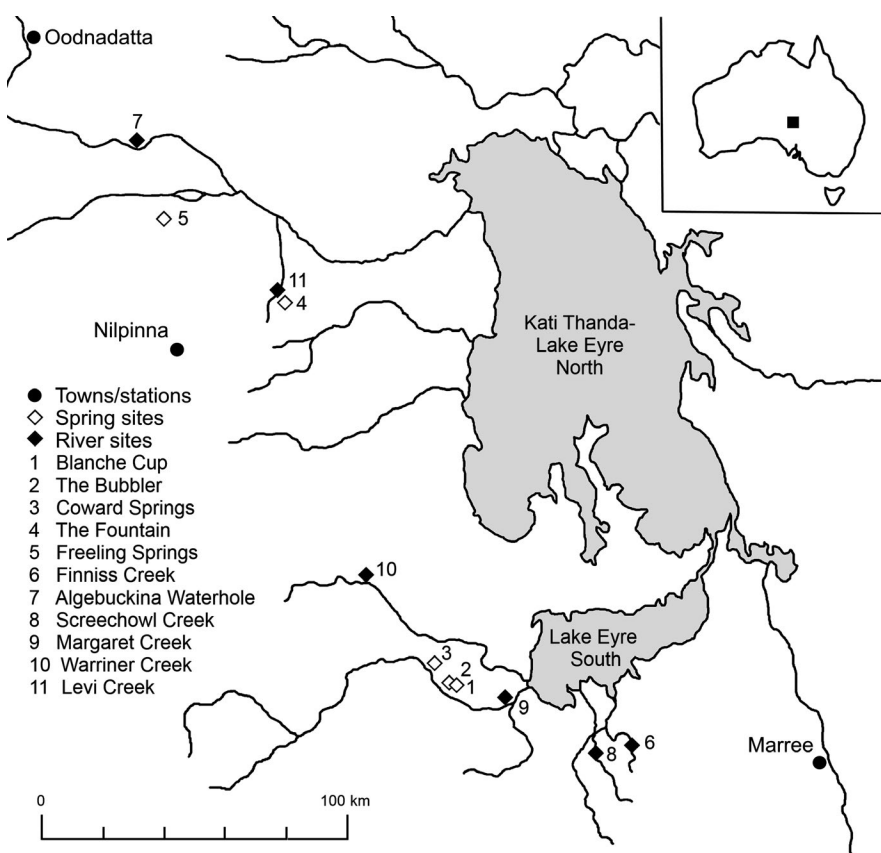 Oodnadatta
7
5
11
4
Nilpinna
Kati Thanda-
Lake Eyre
North
Towns/stations
Spring sites
River sites
1 Blanche Cup
2 The Bubbler
3 Coward Springs
4 The Fountain
5 Freeling Springs
6 Finniss Creek
7 Algebuckina Waterhole
8 Screechowl Creek
9 Margaret Creek
10 Warriner Creek
11 Levi Creek
10
Lake Eyre
South
3
2
1
9
8
6
Marree
0
100 km